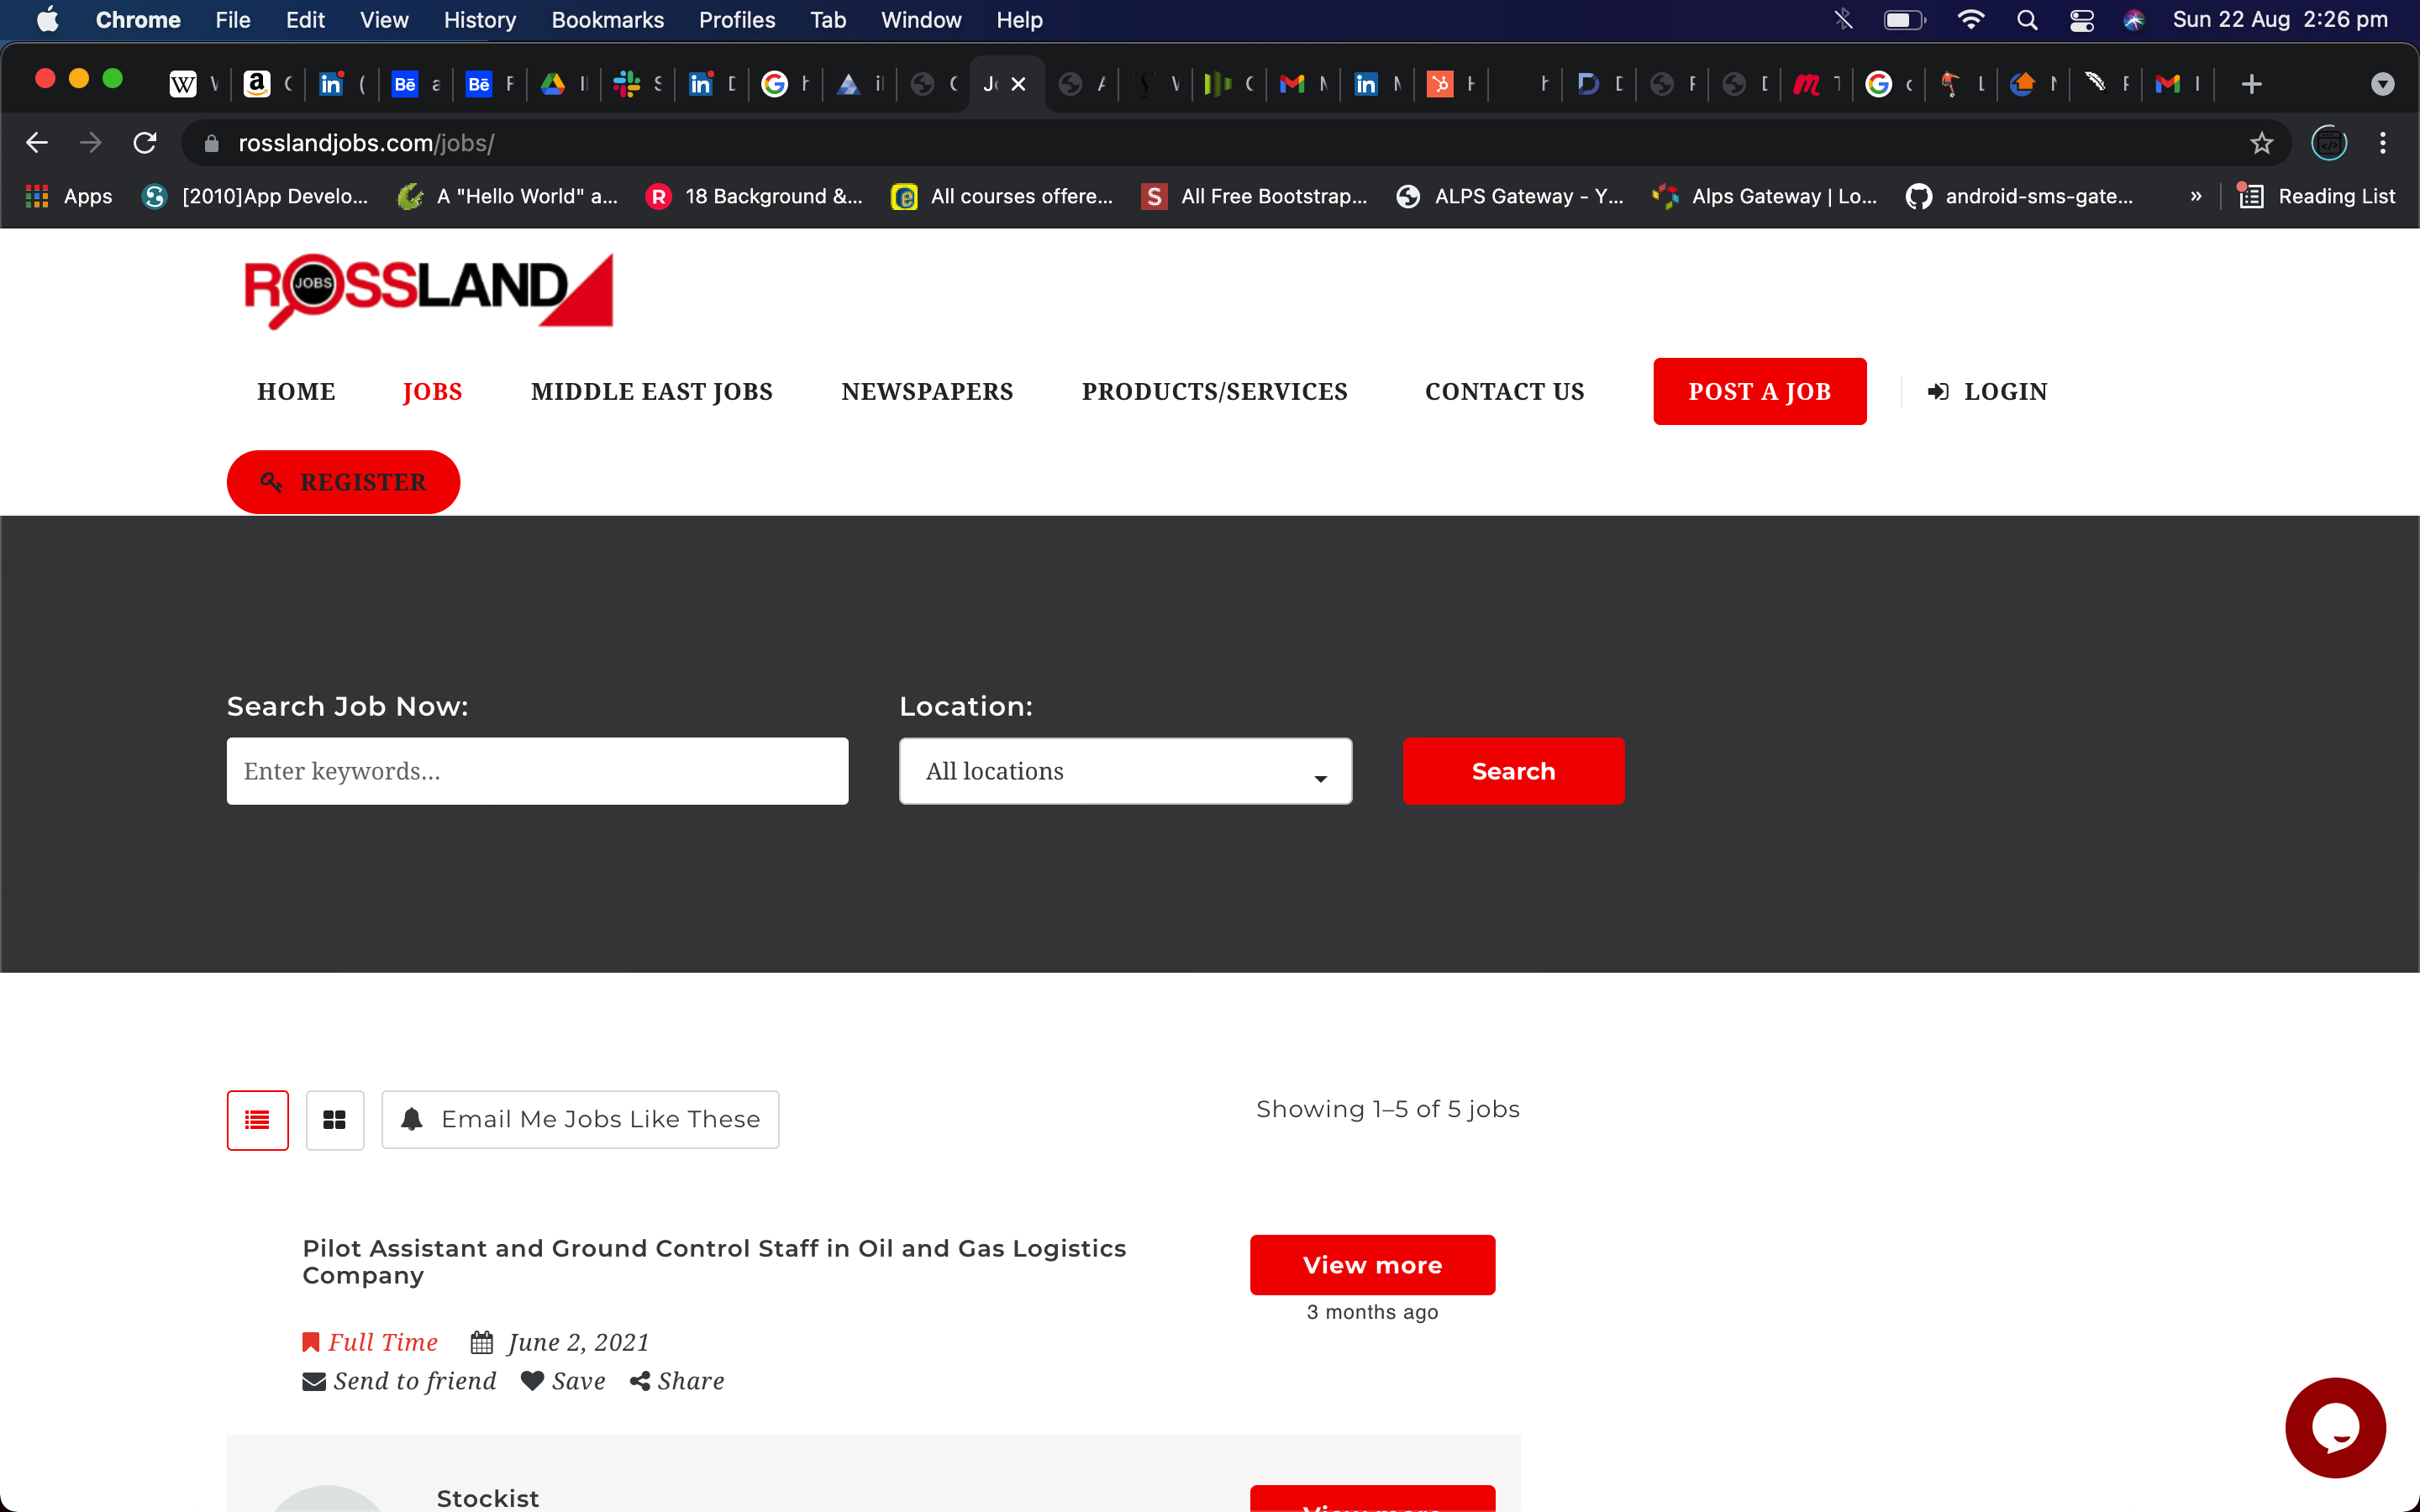 Chrome File Edit View History Bookmarks Profiles Tab Window Help Sun 22 Aug 2:26 pm
rosslandjobs.com/jobs/
Apps [2010]App Develo... A "Hello World" a... 18 Background &... All courses offere... All Free Bootstrap... ALPS Gateway - Y... Alps Gateway | Lo... android-sms-gate... » Reading List
ROSSLAND
JOBS
HOME JOBS MIDDLE EAST JOBS NEWSPAPERS PRODUCTS/SERVICES CONTACT US POST A JOB LOGIN
REGISTER
Search Job Now: Location:
Enter keywords... All locations Search
Email Me Jobs Like These Showing 1–5 of 5 jobs
Pilot Assistant and Ground Control Staff in Oil and Gas Logistics
Company
View more
3 months ago
Full Time June 2, 2021
Send to friend Save Share
Stockist
View more